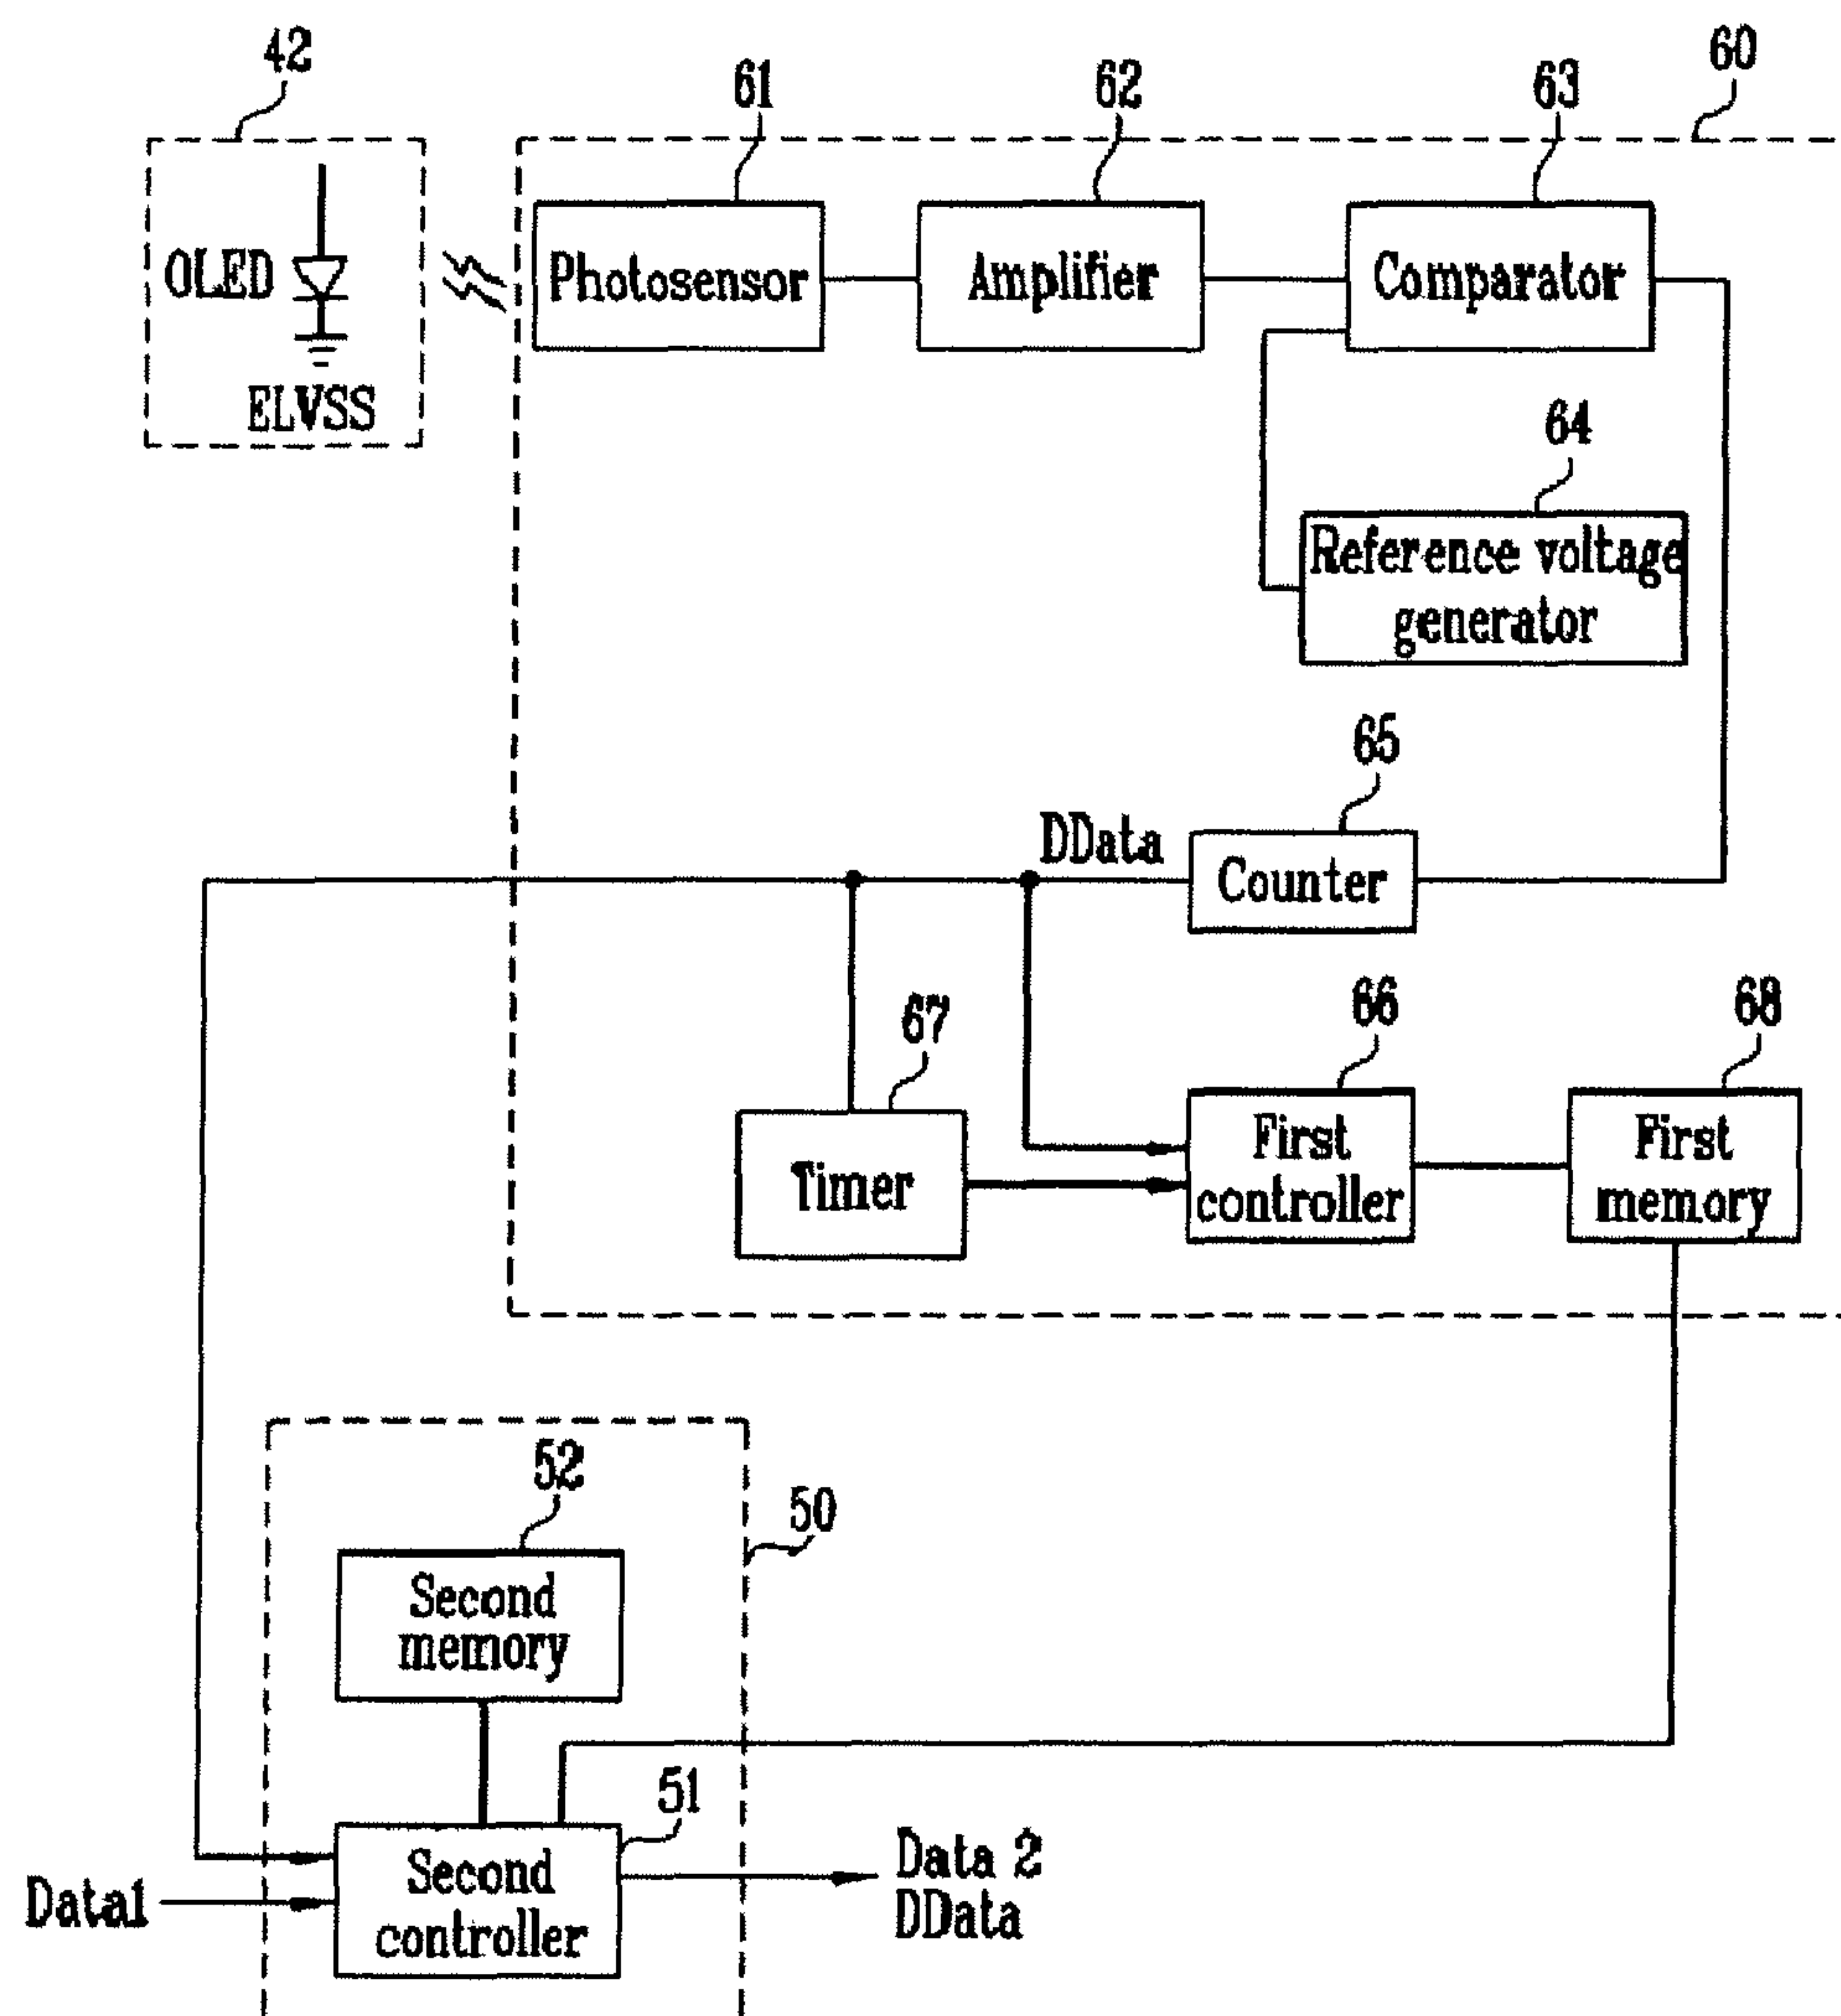 42
61
62
63
60
OLED
ELVSS
Photosensor
Amplifier
Comparator
64
Reference voltage
generator
65
DData
Counter
67
66
68
Timer
First
controller
First
memory
52
50
Second
memory
51
Data1
Second
controller
Data 2
DData